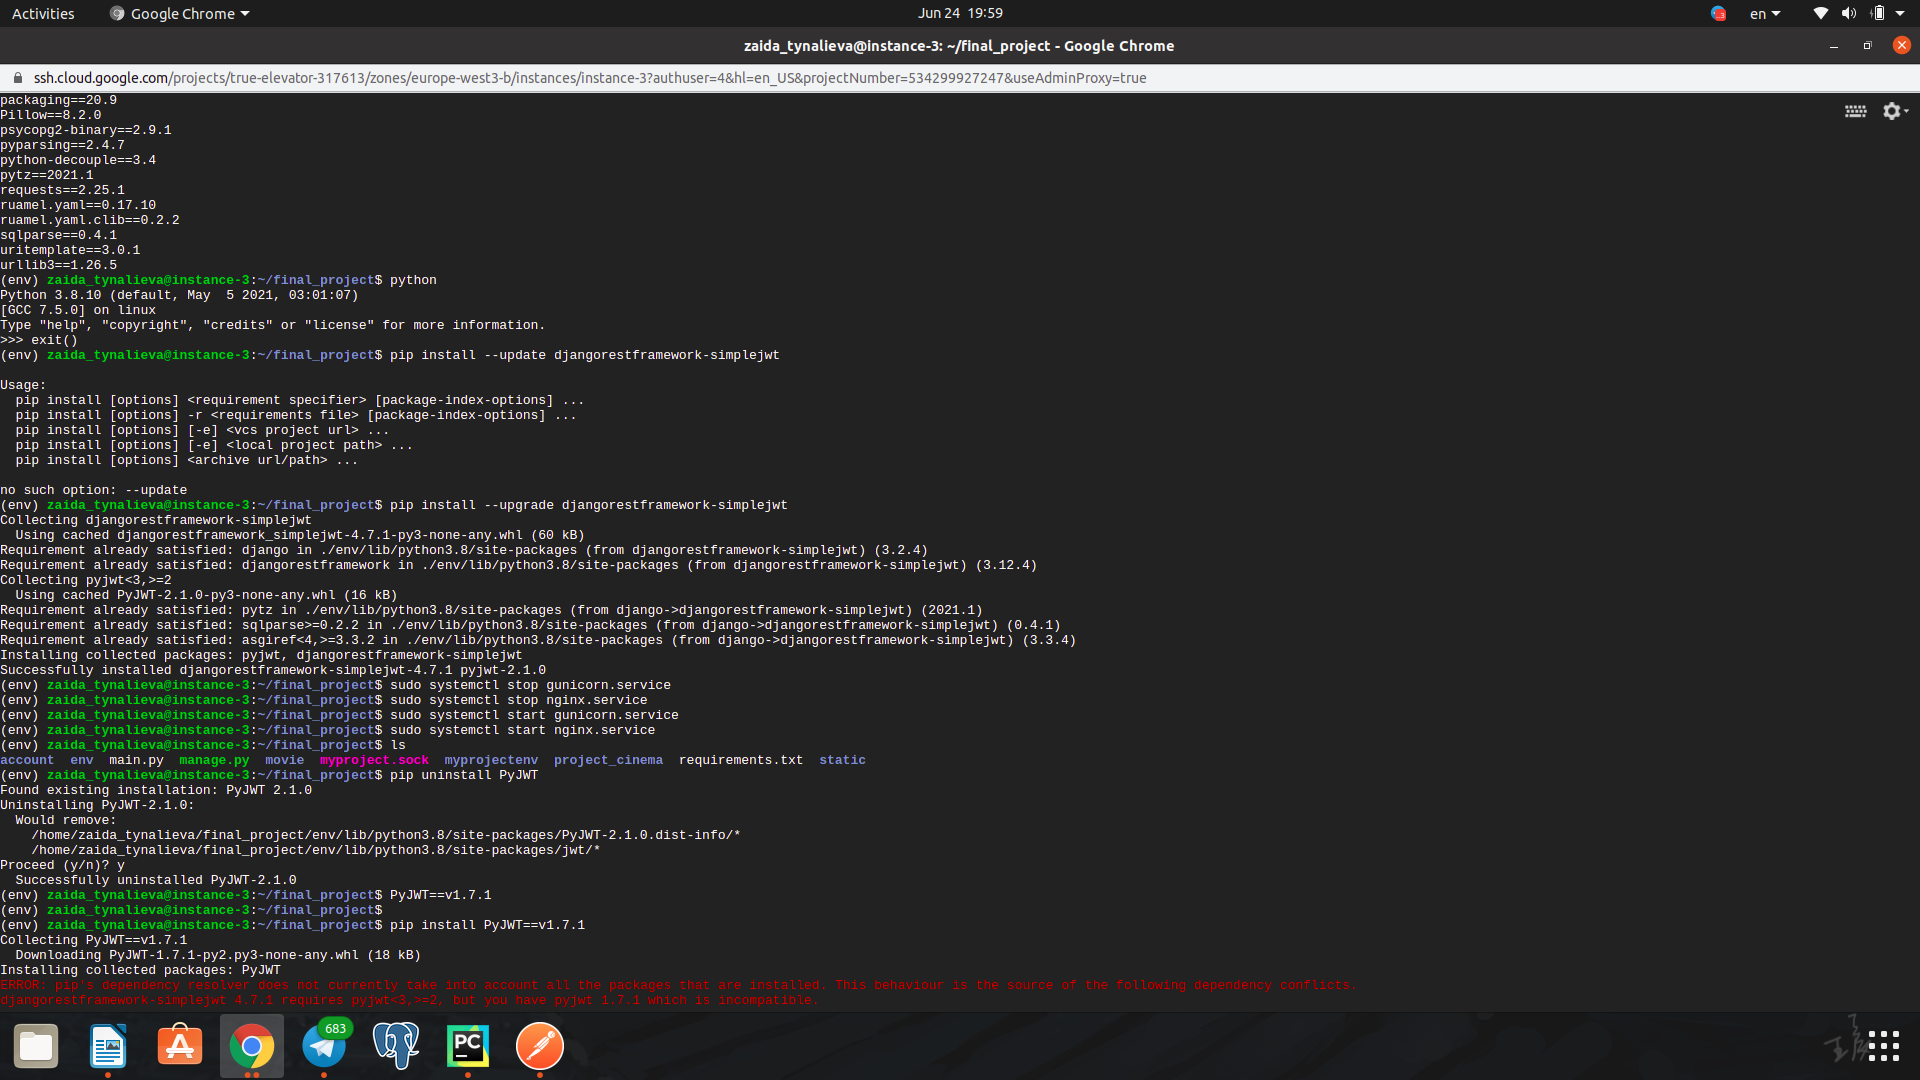 Activities
Google Chrome
Jun 24 19:59
en
zaida_tynalieva@instance-3: ~/final_project - Google Chrome
ssh.cloud.google.com/projects/true-elevator-317613/zones/europe-west3-b/instances/instance-3?authuser=4&hl=en_US&projectNumber=534299927247&useAdminProxy=true
packaging==20.9
Pillow==8.2.0
psycopg2-binary==2.9.1
pyparsing==2.4.7
python-decouple==3.4
pytz==2021.1
requests==2.25.1
ruamel.yaml==0.17.10
ruamel.yaml.clib==0.2.2
sqlparse==0.4.1
uritemplate==3.0.1
urllib3==1.26.5
(env) zaida_tynalieva@instance-3:~/final_project$ python
Python 3.8.10 (default, May  5 2021, 03:01:07)
[GCC 7.5.0] on linux
Type "help", "copyright", "credits" or "license" for more information.
>>> exit()
(env) zaida_tynalieva@instance-3:~/final_project$ pip install --update djangorestframework-simplejwt
Usage:
  pip install [options] <requirement specifier> [package-index-options] ...
  pip install [options] -r <requirements file> [package-index-options] ...
  pip install [options] [-e] <vcs project url> ...
  pip install [options] [-e] <local project path> ...
  pip install [options] <archive url/path> ...
no such option: --update
(env) zaida_tynalieva@instance-3:~/final_project$ pip install --upgrade djangorestframework-simplejwt
Collecting djangorestframework-simplejwt
  Using cached djangorestframework_simplejwt-4.7.1-py3-none-any.whl (60 kB)
Requirement already satisfied: django in ./env/lib/python3.8/site-packages (from djangorestframework-simplejwt) (3.2.4)
Requirement already satisfied: djangorestframework in ./env/lib/python3.8/site-packages (from djangorestframework-simplejwt) (3.12.4)
Collecting pyjwt<3,>=2
  Using cached PyJWT-2.1.0-py3-none-any.whl (16 kB)
Requirement already satisfied: pytz in ./env/lib/python3.8/site-packages (from django->djangorestframework-simplejwt) (2021.1)
Requirement already satisfied: sqlparse>=0.2.2 in ./env/lib/python3.8/site-packages (from django->djangorestframework-simplejwt) (0.4.1)
Requirement already satisfied: asgiref<4,>=3.3.2 in ./env/lib/python3.8/site-packages (from django->djangorestframework-simplejwt) (3.3.4)
Installing collected packages: pyjwt, djangorestframework-simplejwt
Successfully installed djangorestframework-simplejwt-4.7.1 pyjwt-2.1.0
(env) zaida_tynalieva@instance-3:~/final_project$ sudo systemctl stop gunicorn.service
(env) zaida_tynalieva@instance-3:~/final_project$ sudo systemctl stop nginx.service
(env) zaida_tynalieva@instance-3:~/final_project$ sudo systemctl start gunicorn.service
(env) zaida_tynalieva@instance-3:~/final_project$ sudo systemctl start nginx.service
(env) zaida_tynalieva@instance-3:~/final_project$ ls
account  env  main.py  manage.py  movie  myproject.sock  myprojectenv  project_cinema  requirements.txt  static
(env) zaida_tynalieva@instance-3:~/final_project$ pip uninstall PyJWT
Found existing installation: PyJWT 2.1.0
Uninstalling PyJWT-2.1.0:
  Would remove:
    /home/zaida_tynalieva/final_project/env/lib/python3.8/site-packages/PyJWT-2.1.0.dist-info/*
    /home/zaida_tynalieva/final_project/env/lib/python3.8/site-packages/jwt/*
Proceed (y/n)? y
  Successfully uninstalled PyJWT-2.1.0
(env) zaida_tynalieva@instance-3:~/final_project$ PyJWT==v1.7.1
(env) zaida_tynalieva@instance-3:~/final_project$
(env) zaida_tynalieva@instance-3:~/final_project$ pip install PyJWT==v1.7.1
Collecting PyJWT==v1.7.1
  Downloading PyJWT-1.7.1-py2.py3-none-any.whl (18 kB)
Installing collected packages: PyJWT
ERROR: pip's dependency resolver does not currently take into account all the packages that are installed. This behaviour is the source of the following dependency conflicts.
djangorestframework-simplejwt 4.7.1 requires pyjwt<3,>=2, but you have pyjwt 1.7.1 which is incompatible.
683
PC